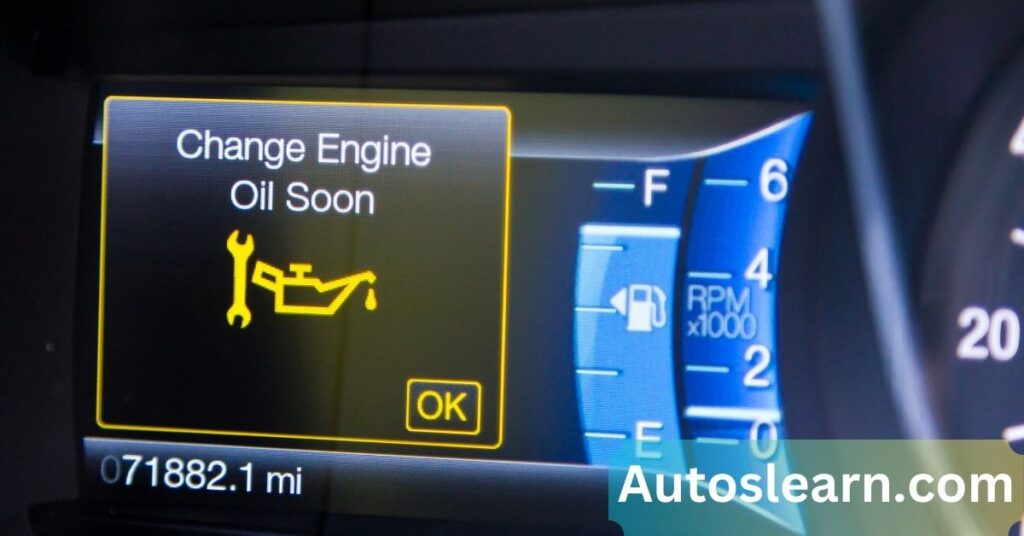 Change Engine
Oil Soon
OK
071882.1 mi
F
E
6
4
RPM
x1000
2
0
20
Autoslearn.com